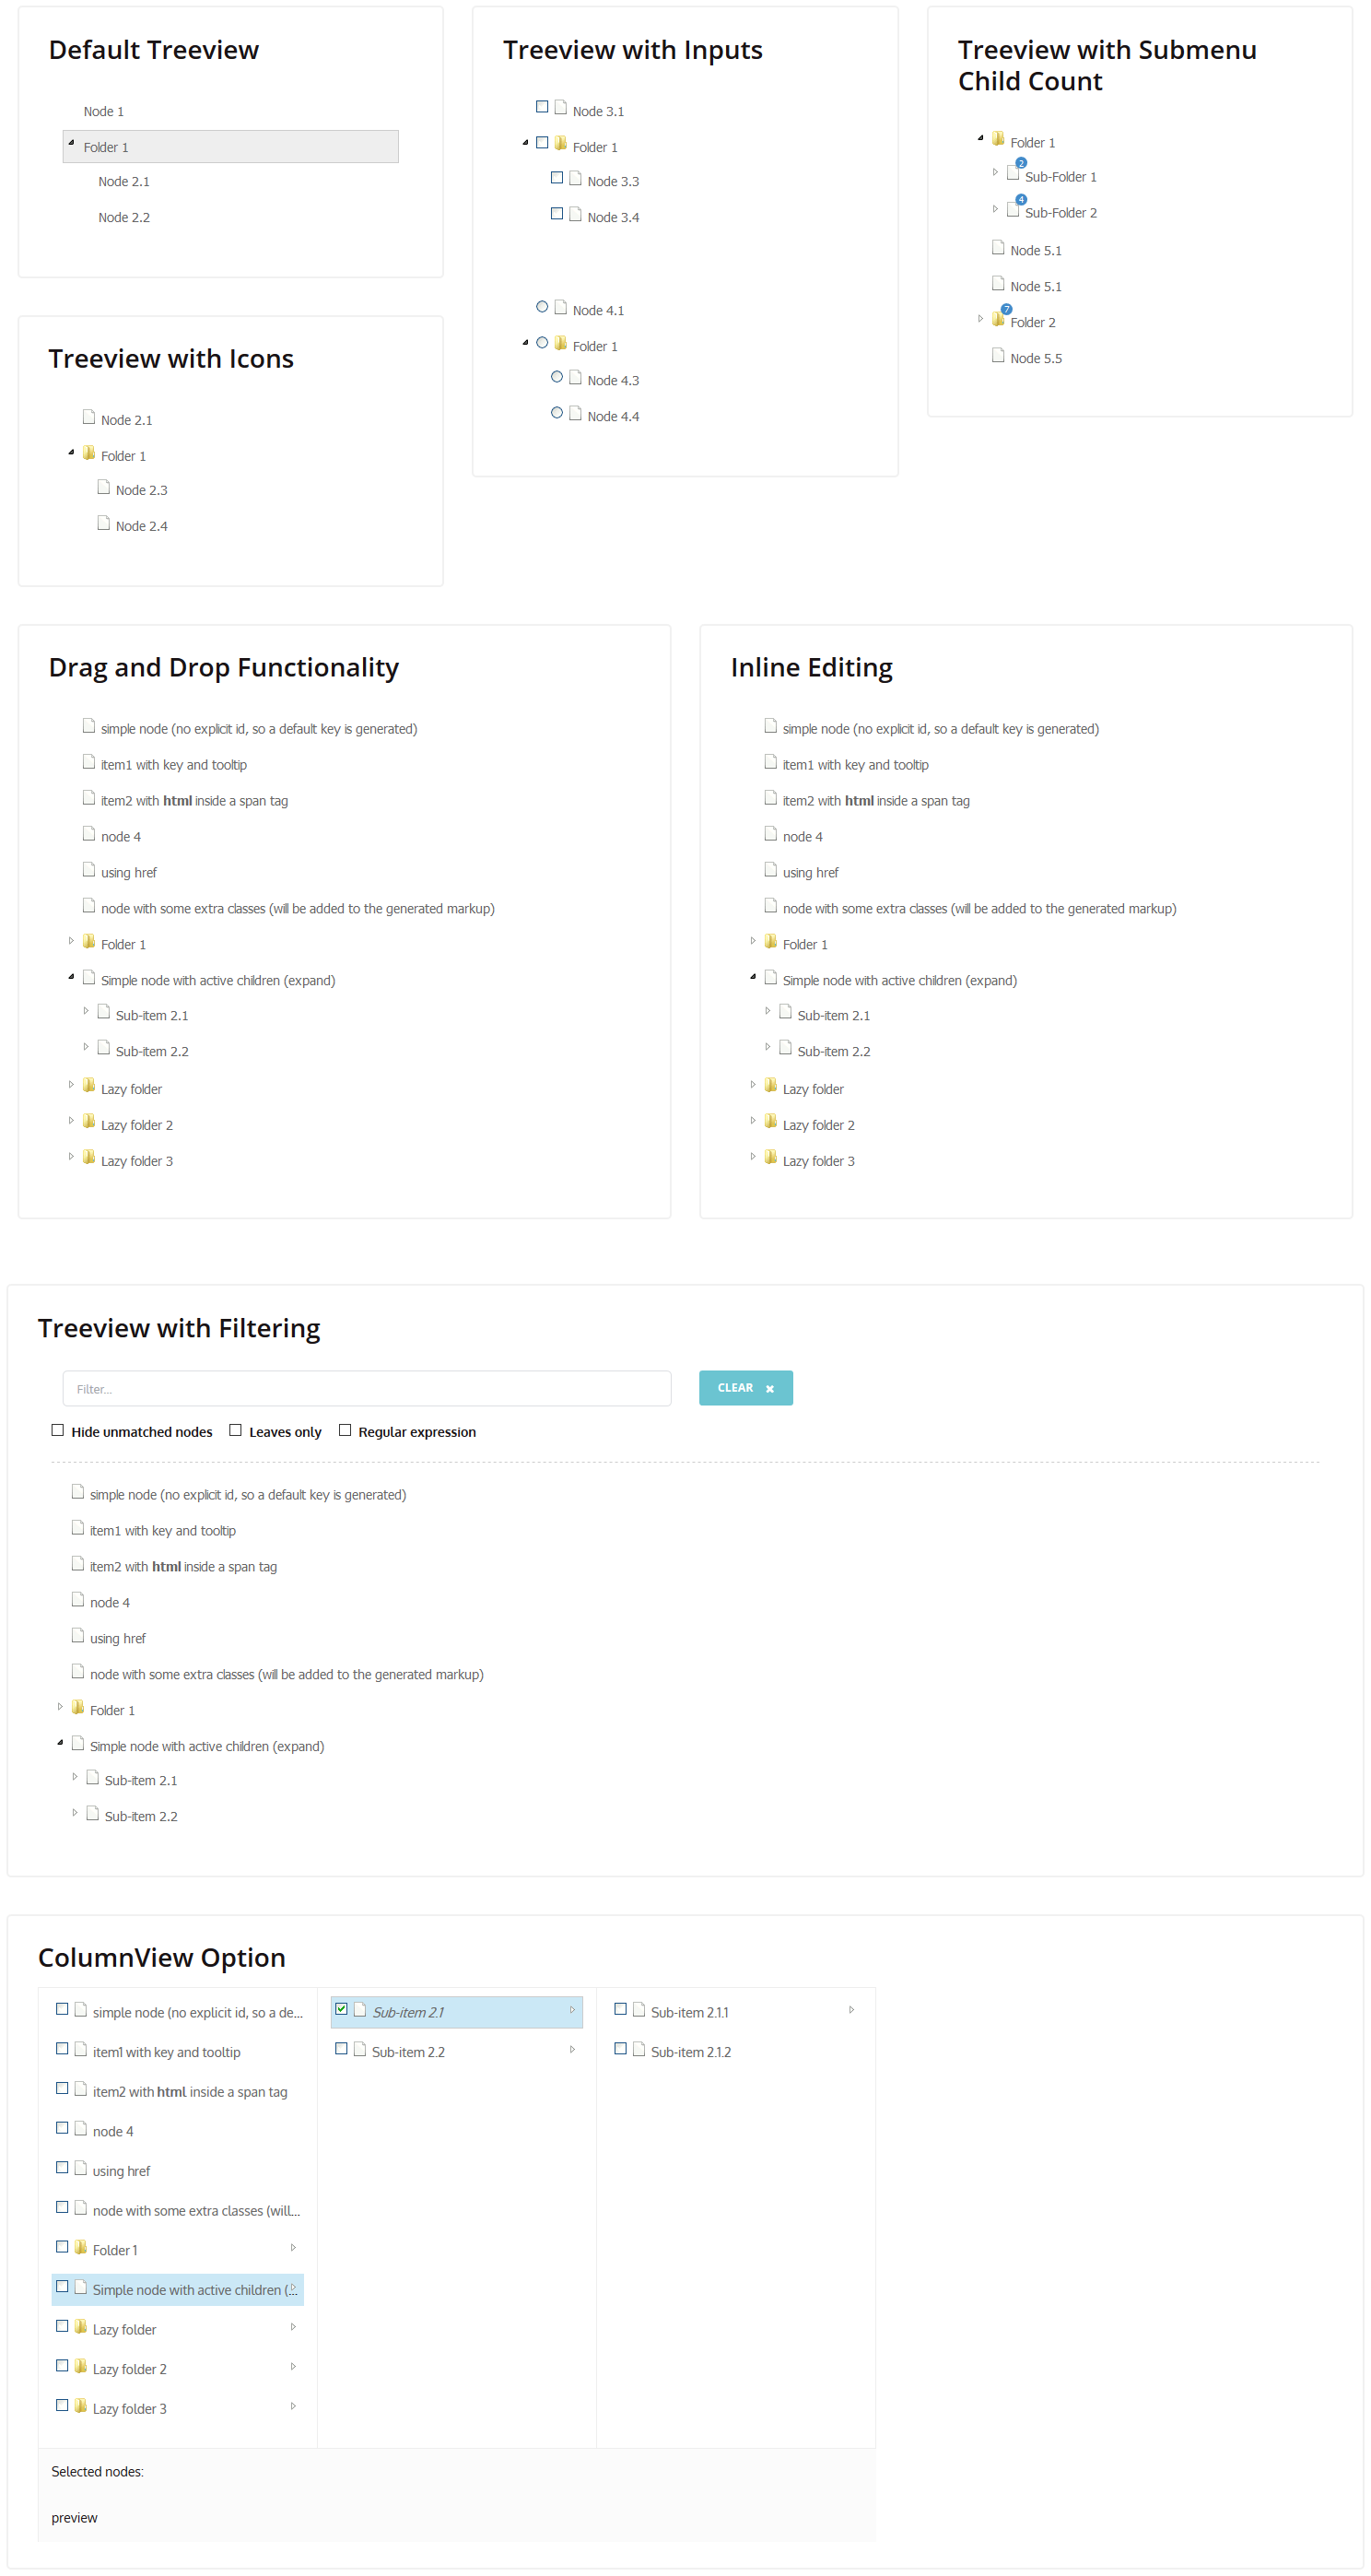 Default Treeview
Node 1
Folder 1
Node 2.1
Node 2.2
Treeview with Icons
Node 2.1
Folder 1
Node 2.3
Node 2.4
Treeview with Inputs
Node 3.1
Folder 1
Node 3.3
Node 3.4
Node 4.1
Folder 1
Node 4.3
Node 4.4
Treeview with Submenu
Child Count
Folder 1
2
Sub-Folder 1
4
Sub-Folder 2
Node 5.1
Node 5.1
7
Folder 2
Node 5.5
Drag and Drop Functionality
simple node (no explicit id, so a default key is generated)
item1 with key and tooltip
item2 with html inside a span tag
node 4
using href
node with some extra classes (will be added to the generated markup)
Folder 1
Simple node with active children (expand)
Sub-item 2.1
Sub-item 2.2
Lazy folder
Lazy folder 2
Lazy folder 3
Inline Editing
simple node (no explicit id, so a default key is generated)
item1 with key and tooltip
item2 with html inside a span tag
node 4
using href
node with some extra classes (will be added to the generated markup)
Folder 1
Simple node with active children (expand)
Sub-item 2.1
Sub-item 2.2
Lazy folder
Lazy folder 2
Lazy folder 3
Treeview with Filtering
Filter...
CLEAR ×
Hide unmatched nodes Leaves only Regular expression
simple node (no explicit id, so a default key is generated)
item1 with key and tooltip
item2 with html inside a span tag
node 4
using href
node with some extra classes (will be added to the generated markup)
Folder 1
Simple node with active children (expand)
Sub-item 2.1
Sub-item 2.2
ColumnView Option
simple node (no explicit id, so a de...
item1 with key and tooltip
item2 with html inside a span tag
node 4
using href
node with some extra classes (will...
Folder 1
Simple node with active children (...
Lazy folder
Lazy folder 2
Lazy folder 3
Sub-item 2.1
Sub-item 2.2
Sub-item 2.1.1
Sub-item 2.1.2
Selected nodes:
preview